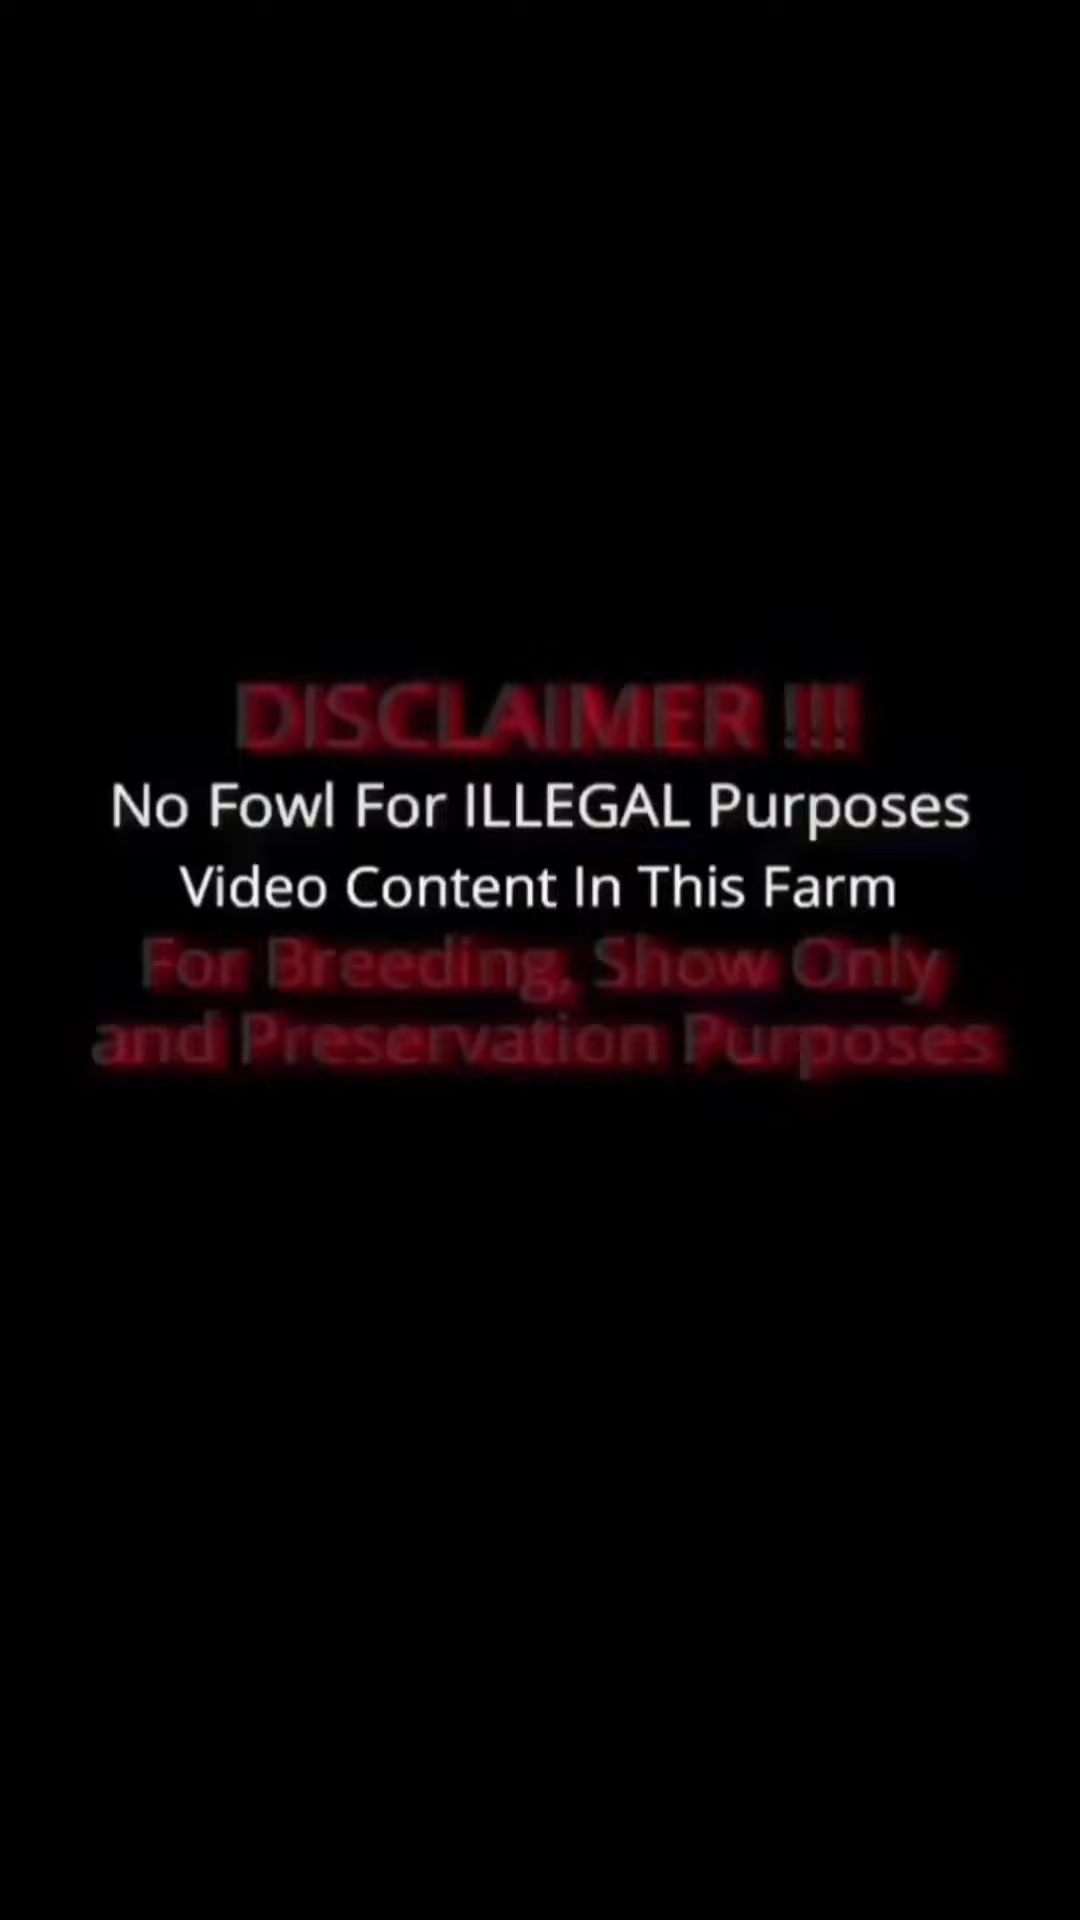 DISCLAIMER !!!
No Fowl For ILLEGAL Purposes
Video Content In This Farm
For Breeding, Show Only
and Preservation Purposes